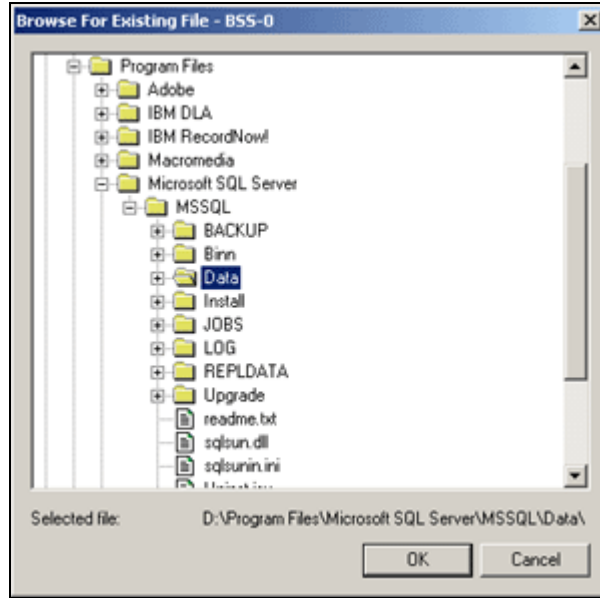 Browse For Existing File - BSS-0
Program Files
Adobe
IBM DLA
IBM RecordNow!
Macromedia
Microsoft SQL Server
MSSQL
BACKUP
Binn
Data
Install
JOBS
LOG
REPLDATA
Upgrade
readme.txt
sqlsun.dll
sqlsunin.ini
Selected file: D:\Program Files\Microsoft SQL Server\MSSQL\Data\
OK Cancel